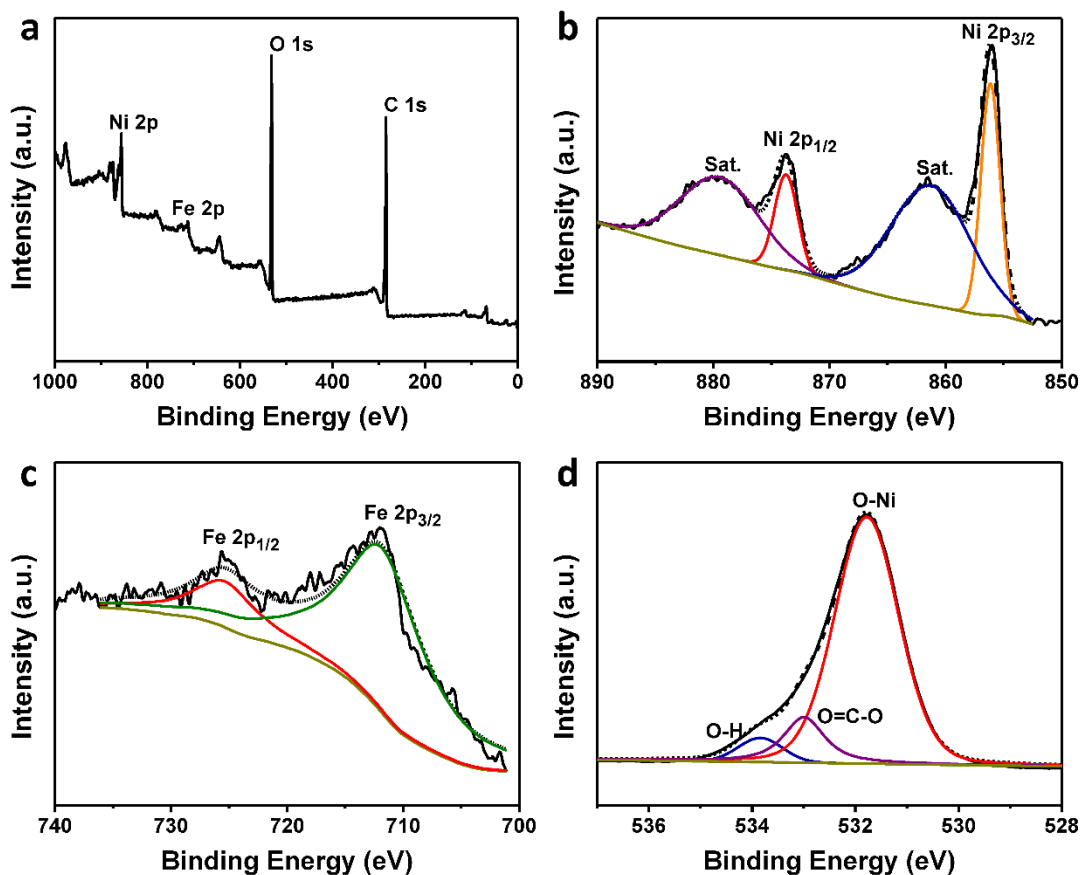 a
O 1s
C 1s
Ni 2p
Fe 2p
Intensity (a.u.)
1000 800 600 400 200 0
Binding Energy (eV)
b
Ni 2p3/2
Ni 2p1/2
Sat.
Sat.
Intensity (a.u.)
890 880 870 860 850
Binding Energy (eV)
c
Fe 2p3/2
Fe 2p1/2
Intensity (a.u.)
740 730 720 710 700
Binding Energy (eV)
d
O-Ni
O=C-O
O-H
Intensity (a.u.)
536 534 532 530 528
Binding Energy (eV)